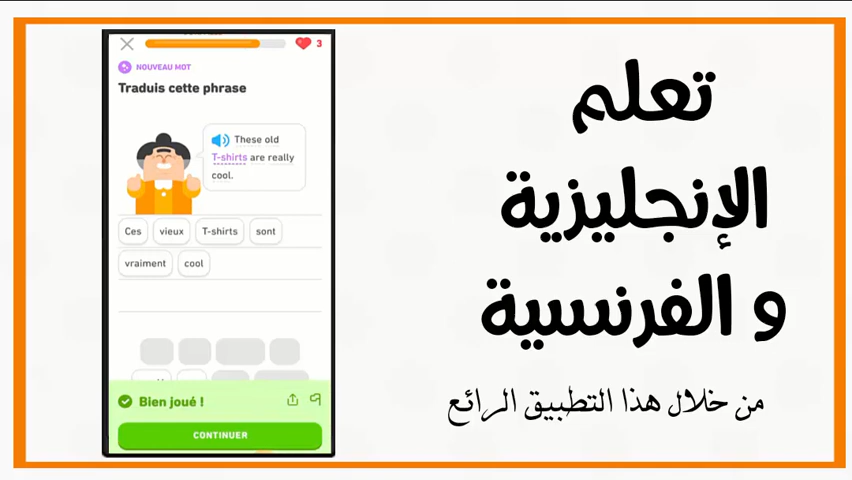 3
NOUVEAU MOT
Traduis cette phrase
These old
T-shirts are really
cool.
Ces vieux T-shirts sont
vraiment cool
Bien joué !
CONTINUER
تعلم
الإنجليزية
و الفرنسية
من خلال هذا التطبيق الرائع